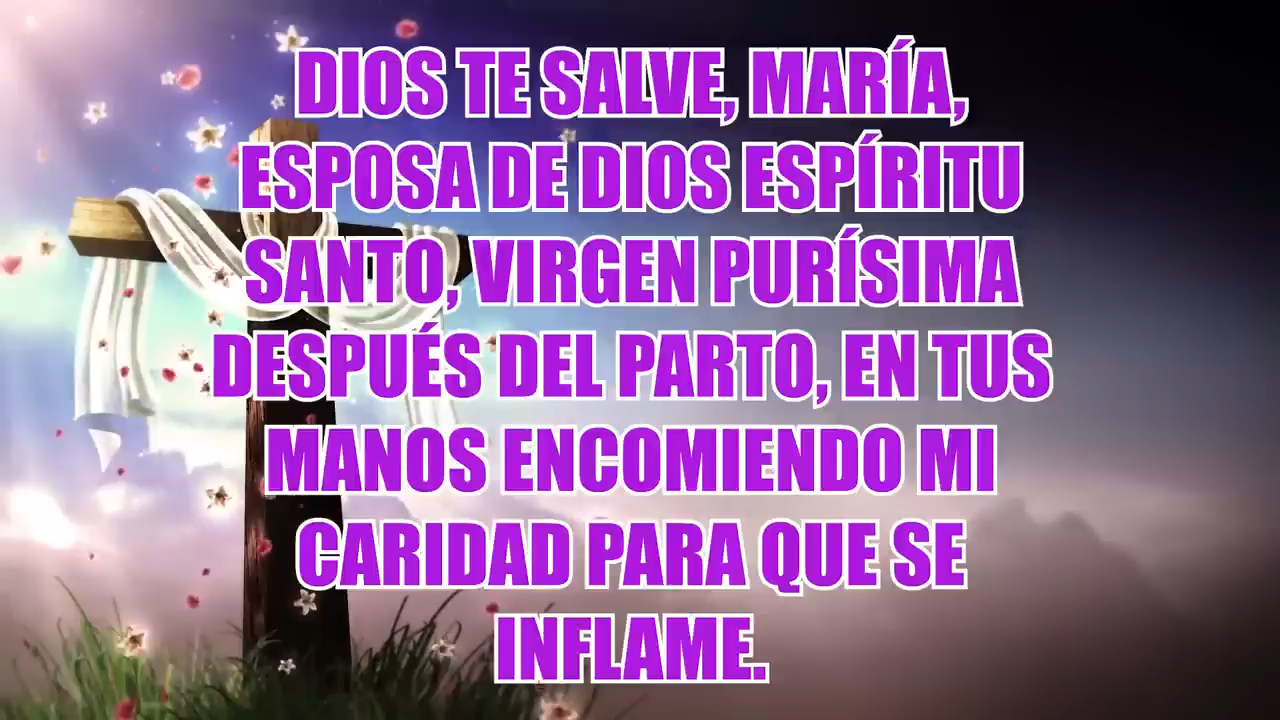 DIOS TE SALVE, MARÍA,
ESPOSA DE DIOS ESPÍRITU
SANTO, VIRGEN PURÍSIMA
DESPUÉS DEL PARTO, EN TUS
MANOS ENCOMIENDO MI
CARIDAD PARA QUE SE
INFLAME.